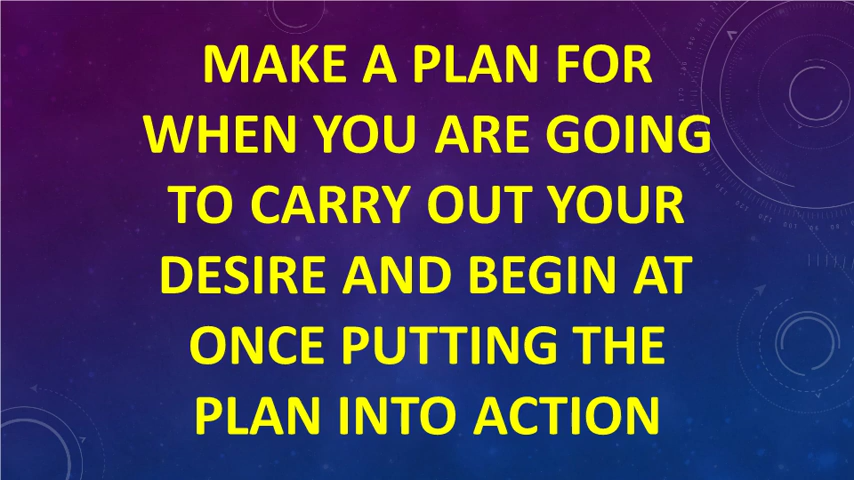 MAKE A PLAN FOR
WHEN YOU ARE GOING
TO CARRY OUT YOUR
DESIRE AND BEGIN AT
ONCE PUTTING THE
PLAN INTO ACTION